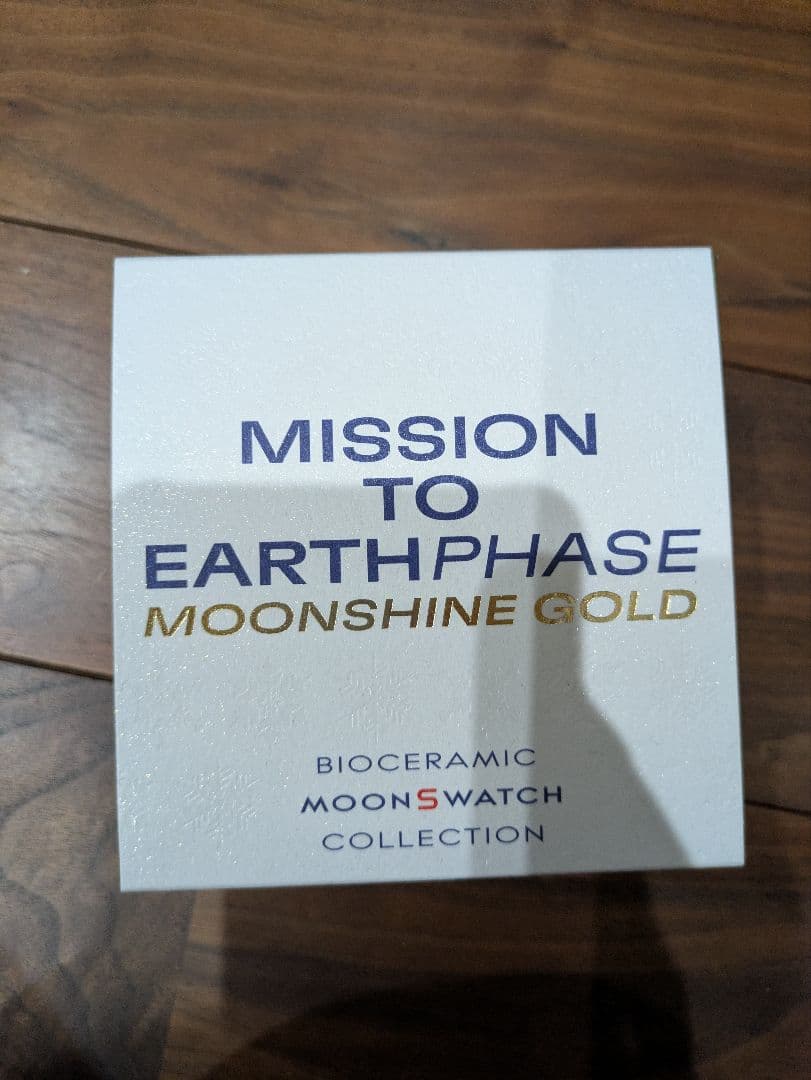 MISSION
TO
EARTHPHASE
MOONSHINE GOLD
BIOCERAMIC
MOONSWATCH
COLLECTION